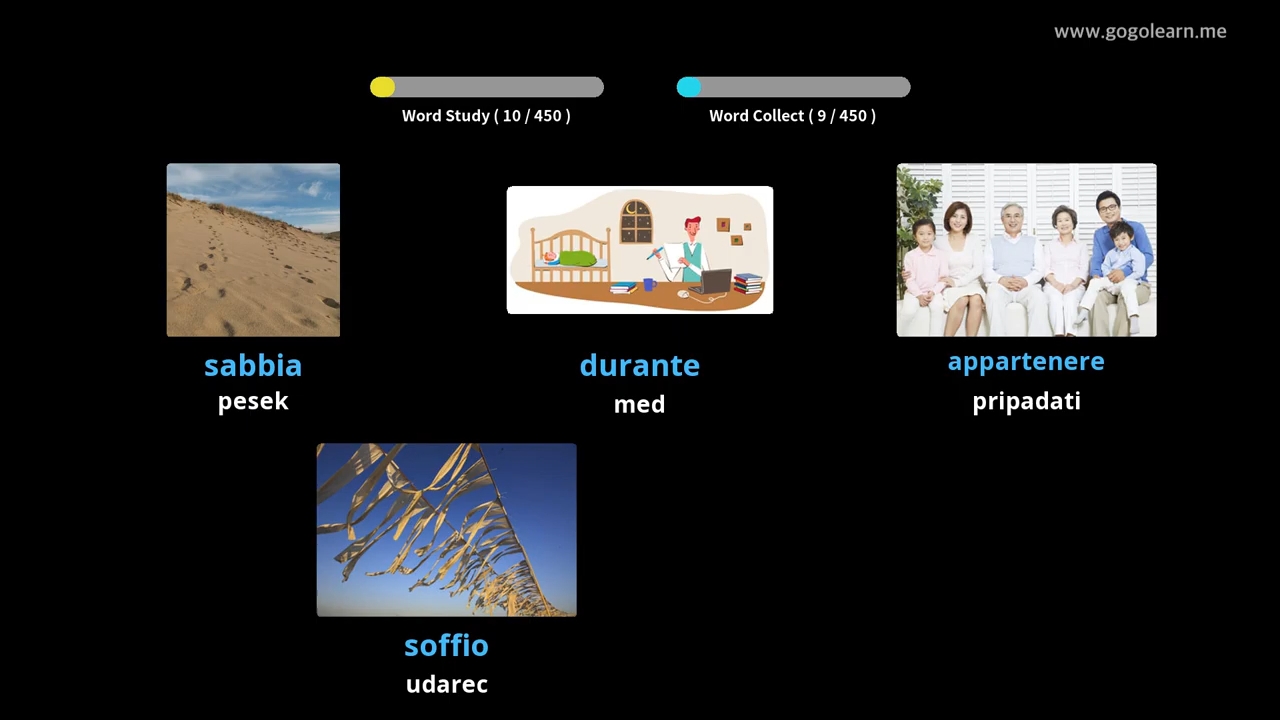 www.gogolearn.me
Word Study ( 10 / 450 )
Word Collect ( 9 / 450 )
sabbia
pesek
durante
med
appartenere
pripadati
soffio
udarec